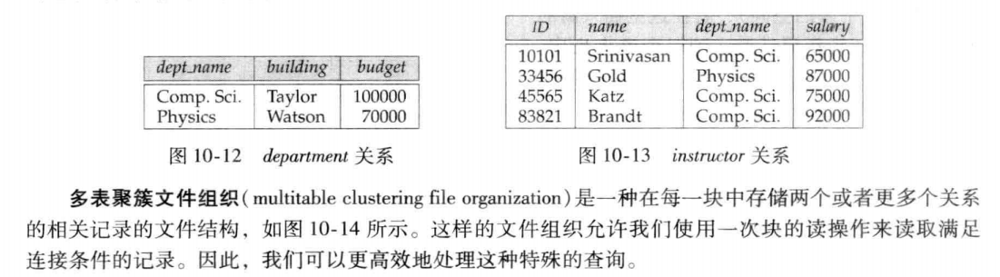 dept_name building budget
Comp. Sci. Taylor 100000
Physics Watson 70000
图 10-12 department 关系
ID name dept_name salary
10101 Srinivasan Comp. Sci. 65000
33456 Gold Physics 87000
45565 Katz Comp. Sci. 75000
83821 Brandt Comp. Sci. 92000
图 10-13 instructor 关系
多表聚簇文件组织(multitable clustering file organization)是一种在每一块中存储两个或者更多个关系
的相关记录的文件结构，如图 10-14 所示。这样的文件组织允许我们使用一次块的读操作来读取满足
连接条件的记录。因此，我们可以更高效地处理这种特殊的查询。